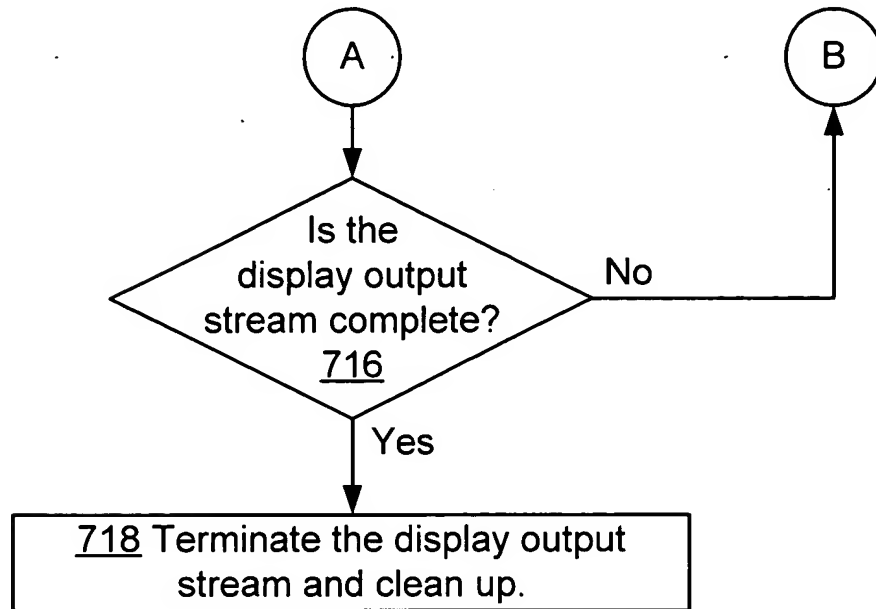 A
B
Is the
display output
stream complete?
716
No
Yes
718 Terminate the display output
stream and clean up.